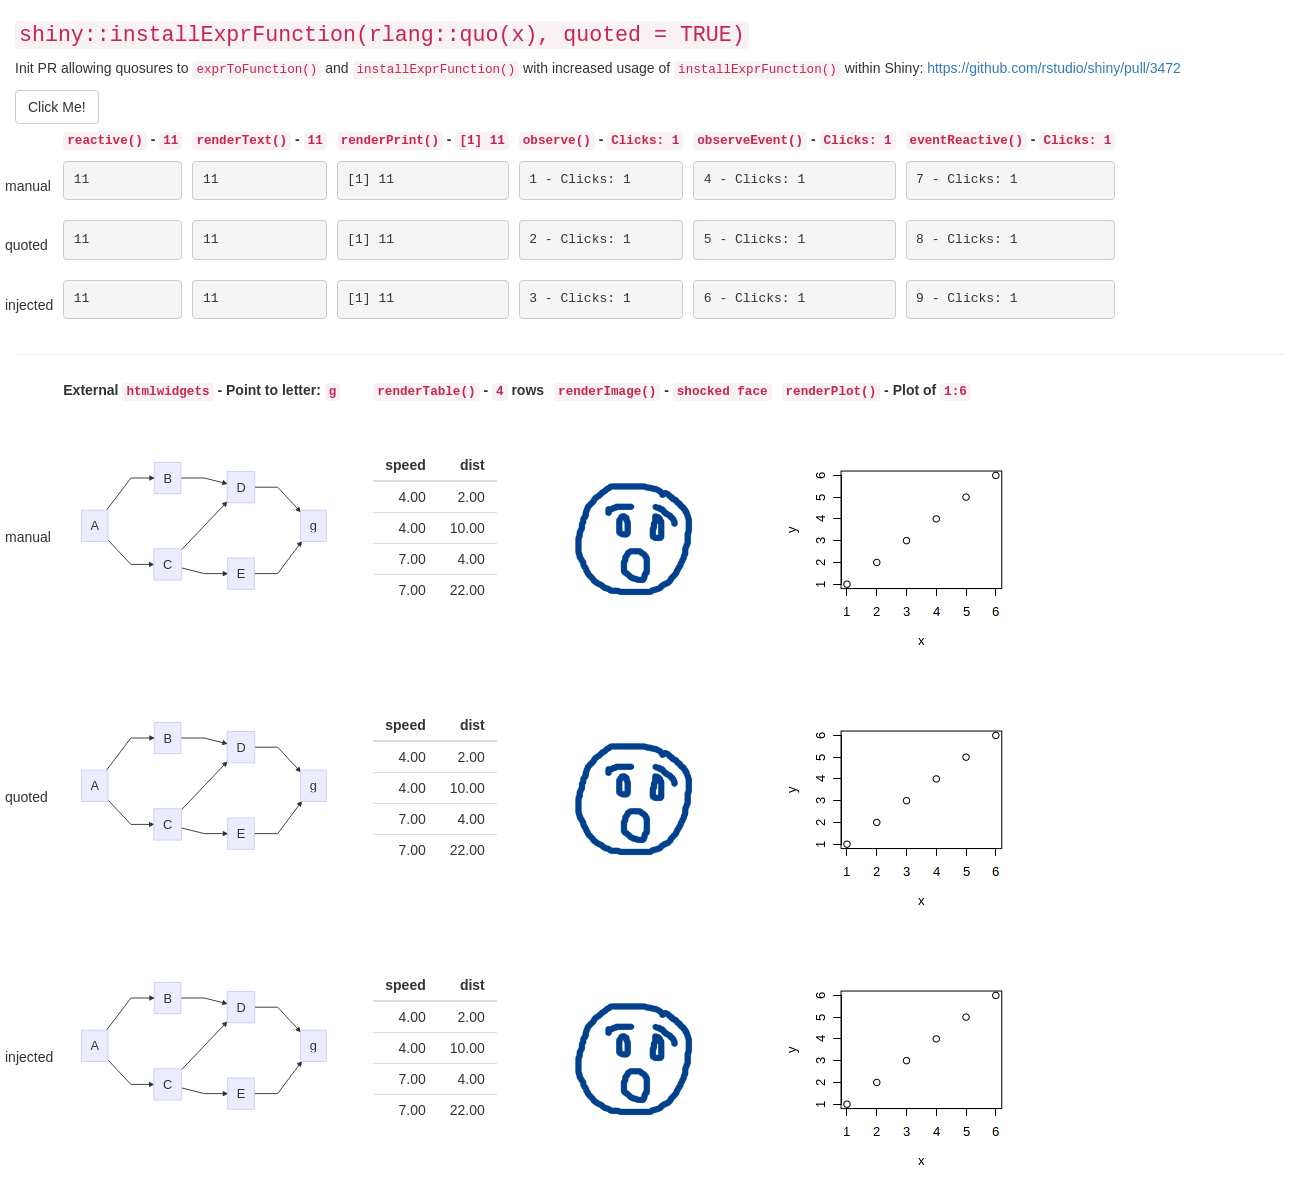 shiny::installExprFunction(rlang::quo(x), quoted = TRUE)
Init PR allowing quosures to exprToFunction() and installExprFunction() with increased usage of installExprFunction() within Shiny: https://github.com/rstudio/shiny/pull/3472
Click Me!
reactive() - 11 renderText() - 11 renderPrint() - [1] 11 observe() - Clicks: 1 observeEvent() - Clicks: 1 eventReactive() - Clicks: 1
manual 11 11 [1] 11 1 - Clicks: 1 4 - Clicks: 1 7 - Clicks: 1
quoted 11 11 [1] 11 2 - Clicks: 1 5 - Clicks: 1 8 - Clicks: 1
injected 11 11 [1] 11 3 - Clicks: 1 6 - Clicks: 1 9 - Clicks: 1
External htmlwidgets - Point to letter: g renderTable() - 4 rows renderImage() - shocked face renderPlot() - Plot of 1:6
manual
A
B
C
D
E
g
speed dist
4.00 2.00
4.00 10.00
7.00 4.00
7.00 22.00
y
6
5
4
3
2
1
1 2 3 4 5 6
x
quoted
A
B
C
D
E
g
speed dist
4.00 2.00
4.00 10.00
7.00 4.00
7.00 22.00
y
6
5
4
3
2
1
1 2 3 4 5 6
x
injected
A
B
C
D
E
g
speed dist
4.00 2.00
4.00 10.00
7.00 4.00
7.00 22.00
y
6
5
4
3
2
1
1 2 3 4 5 6
x